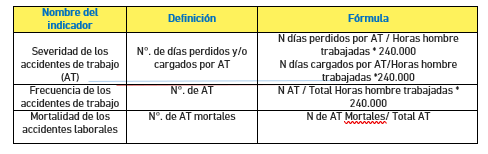 Nombre del indicador
Definición
Fórmula
Severidad de los accidentes de trabajo (AT)
N°. de días perdidos y/o cargados por AT
N días perdidos por AT / Horas hombre trabajadas * 240.000
N días cargados por AT/Horas hombre trabajadas *240.000
Frecuencia de los accidentes de trabajo
N°. de AT
N AT / Total Horas hombre trabajadas * 240.000
Mortalidad de los accidentes laborales
N°. de AT mortales
N de AT Mortales/ Total AT